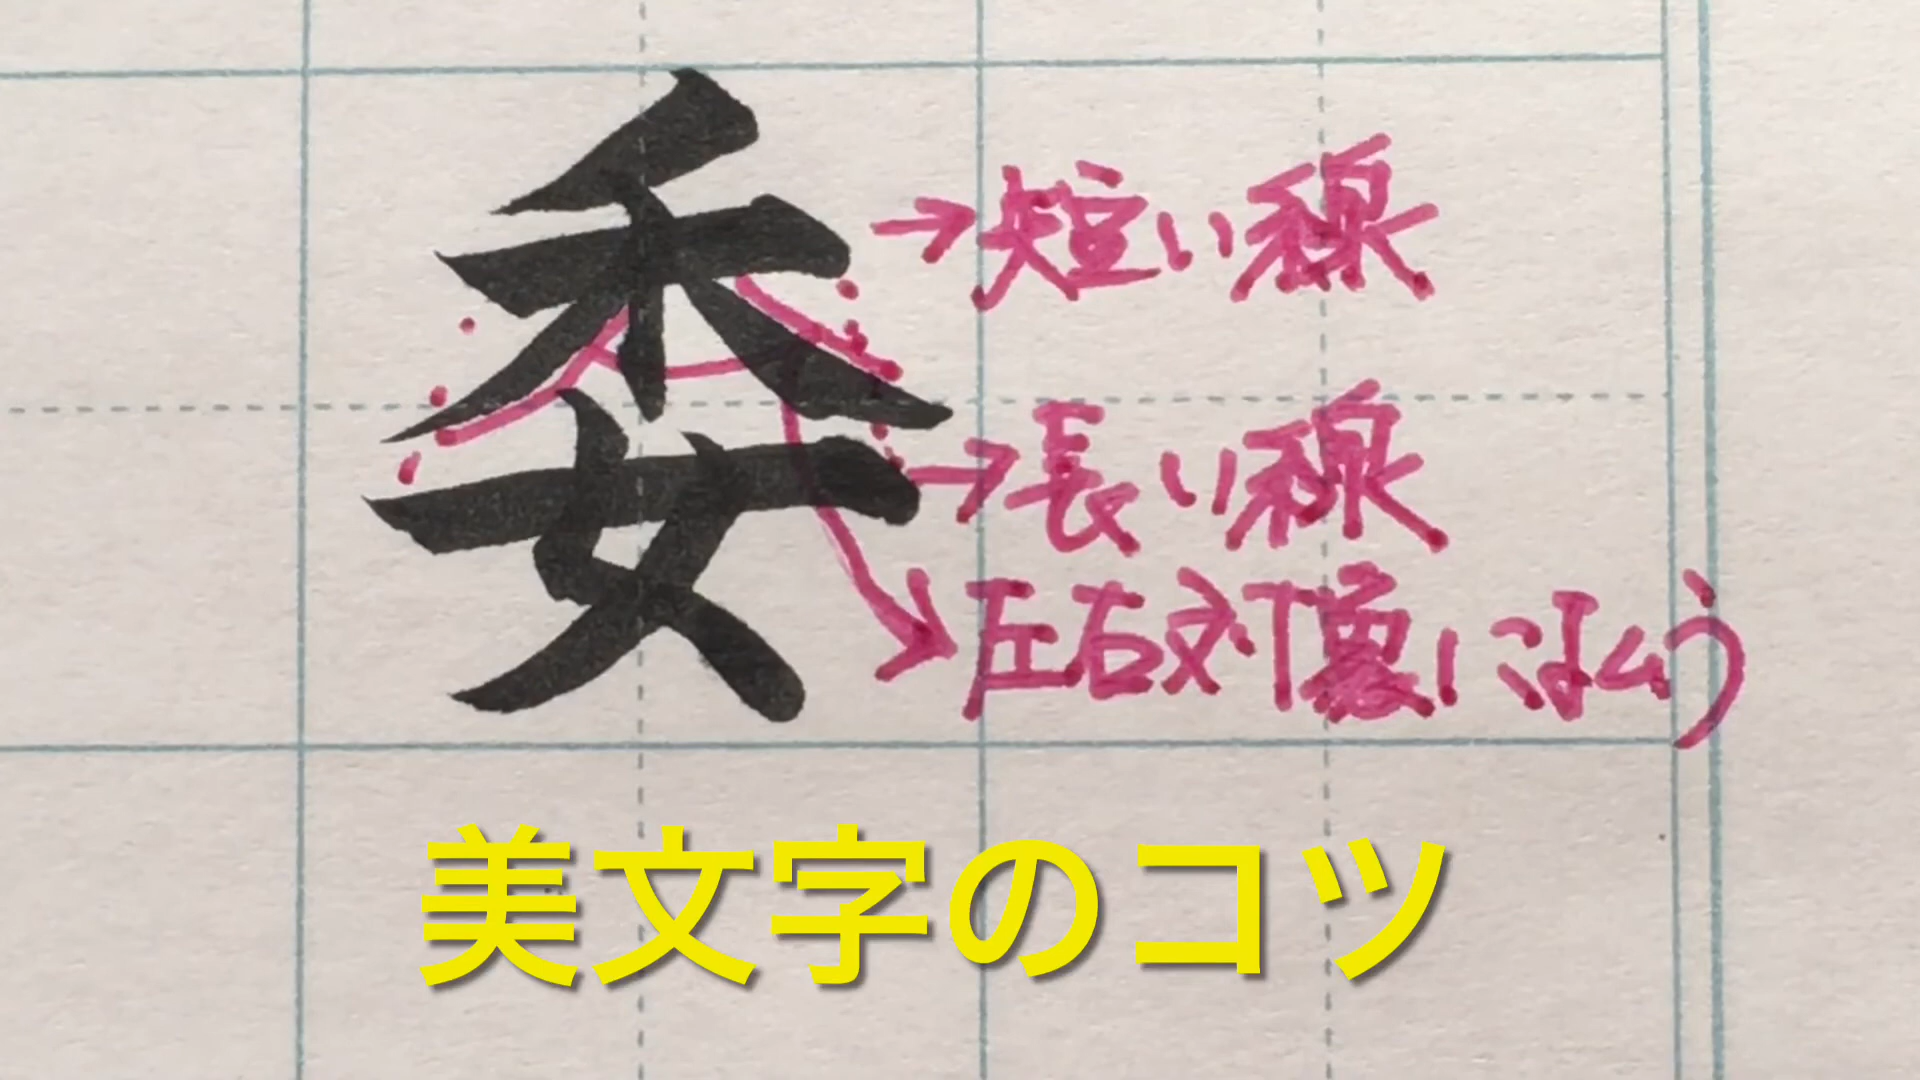 委
→短い線
→長い線
左右対象にはらう
美文字のコツ